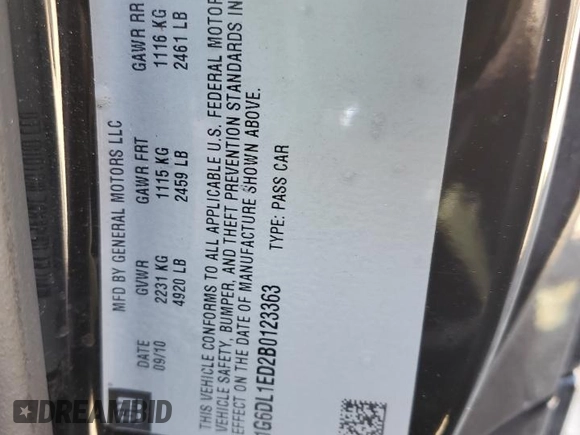 MFD BY GENERAL MOTORS LLC
DATE GVWR GAWR FRT GAWR RR
09/10 2231 KG 1115 KG 1116 KG
4920 LB 2459 LB 2461 LB
THIS VEHICLE CONFORMS TO ALL APPLICABLE U.S. FEDERAL MOTOR
VEHICLE SAFETY, BUMPER, AND THEFT PREVENTION STANDARDS IN
EFFECT ON THE DATE OF MANUFACTURE SHOWN ABOVE.
1G6DL1ED2B0123363 TYPE: PASS CAR
DREAMBID